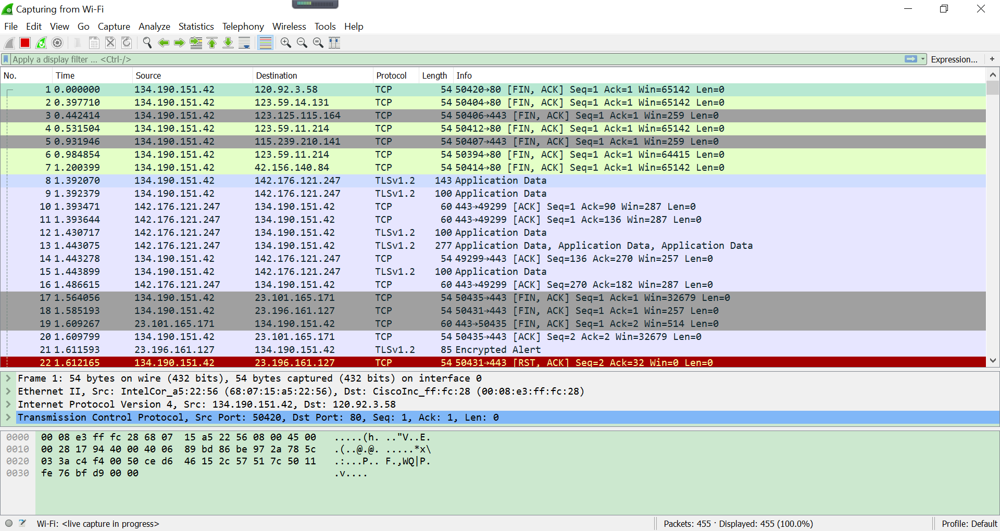 Capturing from Wi-Fi
File Edit View Go Capture Analyze Statistics Telephony Wireless Tools Help
Apply a display filter ... <Ctrl-/> Expression... +
No. Time Source Destination Protocol Length Info
1 0.000000 134.190.151.42 120.92.3.58 TCP 54 50420→80 [FIN, ACK] Seq=1 Ack=1 Win=65142 Len=0
2 0.397710 134.190.151.42 123.59.14.131 TCP 54 50404→80 [FIN, ACK] Seq=1 Ack=1 Win=65142 Len=0
3 0.442414 134.190.151.42 123.125.115.164 TCP 54 50406→443 [FIN, ACK] Seq=1 Ack=1 Win=259 Len=0
4 0.531504 134.190.151.42 123.59.11.214 TCP 54 50412→80 [FIN, ACK] Seq=1 Ack=1 Win=65142 Len=0
5 0.931946 134.190.151.42 115.239.210.141 TCP 54 50407→443 [FIN, ACK] Seq=1 Ack=1 Win=259 Len=0
6 0.984854 134.190.151.42 123.59.11.214 TCP 54 50394→80 [FIN, ACK] Seq=1 Ack=1 Win=64415 Len=0
7 1.200399 134.190.151.42 42.156.140.84 TCP 54 50414→80 [FIN, ACK] Seq=1 Ack=1 Win=65142 Len=0
8 1.392070 134.190.151.42 142.176.121.247 TLSv1.2 143 Application Data
9 1.392379 134.190.151.42 142.176.121.247 TLSv1.2 100 Application Data
10 1.393471 142.176.121.247 134.190.151.42 TCP 60 443→49299 [ACK] Seq=1 Ack=90 Win=287 Len=0
11 1.393644 142.176.121.247 134.190.151.42 TCP 60 443→49299 [ACK] Seq=1 Ack=136 Win=287 Len=0
12 1.430717 142.176.121.247 134.190.151.42 TLSv1.2 100 Application Data
13 1.443075 142.176.121.247 134.190.151.42 TLSv1.2 277 Application Data, Application Data, Application Data
14 1.443278 134.190.151.42 142.176.121.247 TCP 54 49299→443 [ACK] Seq=136 Ack=270 Win=257 Len=0
15 1.443899 134.190.151.42 142.176.121.247 TLSv1.2 100 Application Data
16 1.486615 142.176.121.247 134.190.151.42 TCP 60 443→49299 [ACK] Seq=270 Ack=182 Win=287 Len=0
17 1.564056 134.190.151.42 23.101.165.171 TCP 54 50435→443 [FIN, ACK] Seq=1 Ack=1 Win=32679 Len=0
18 1.585193 134.190.151.42 23.196.161.127 TCP 54 50431→443 [FIN, ACK] Seq=1 Ack=1 Win=257 Len=0
19 1.609267 23.101.165.171 134.190.151.42 TCP 60 443→50435 [FIN, ACK] Seq=1 Ack=2 Win=514 Len=0
20 1.609799 134.190.151.42 23.101.165.171 TCP 54 50435→443 [ACK] Seq=2 Ack=2 Win=32679 Len=0
21 1.611593 23.196.161.127 134.190.151.42 TLSv1.2 85 Encrypted Alert
22 1.612165 134.190.151.42 23.196.161.127 TCP 54 50431→443 [RST, ACK] Seq=2 Ack=32 Win=0 Len=0
Frame 1: 54 bytes on wire (432 bits), 54 bytes captured (432 bits) on interface 0
Ethernet II, Src: IntelCor_a5:22:56 (68:07:15:a5:22:56), Dst: CiscoInc_ff:fc:28 (00:08:e3:ff:fc:28)
Internet Protocol Version 4, Src: 134.190.151.42, Dst: 120.92.3.58
Transmission Control Protocol, Src Port: 50420, Dst Port: 80, Seq: 1, Ack: 1, Len: 0
0000 00 08 e3 ff fc 28 68 07 15 a5 22 56 08 00 45 00 .....(h. .."V..E.
0010 00 28 17 94 40 00 40 06 89 bd 86 be 97 2a 78 5c .(..@.@. .....*x\
0020 03 3a c4 f4 00 50 ce d6 46 15 2c 57 51 7c 50 11 .:...P.. F.,WQ|P.
0030 fe 76 bf d9 00 00 .v....
Wi-Fi: <live capture in progress> Packets: 455 · Displayed: 455 (100.0%) Profile: Default